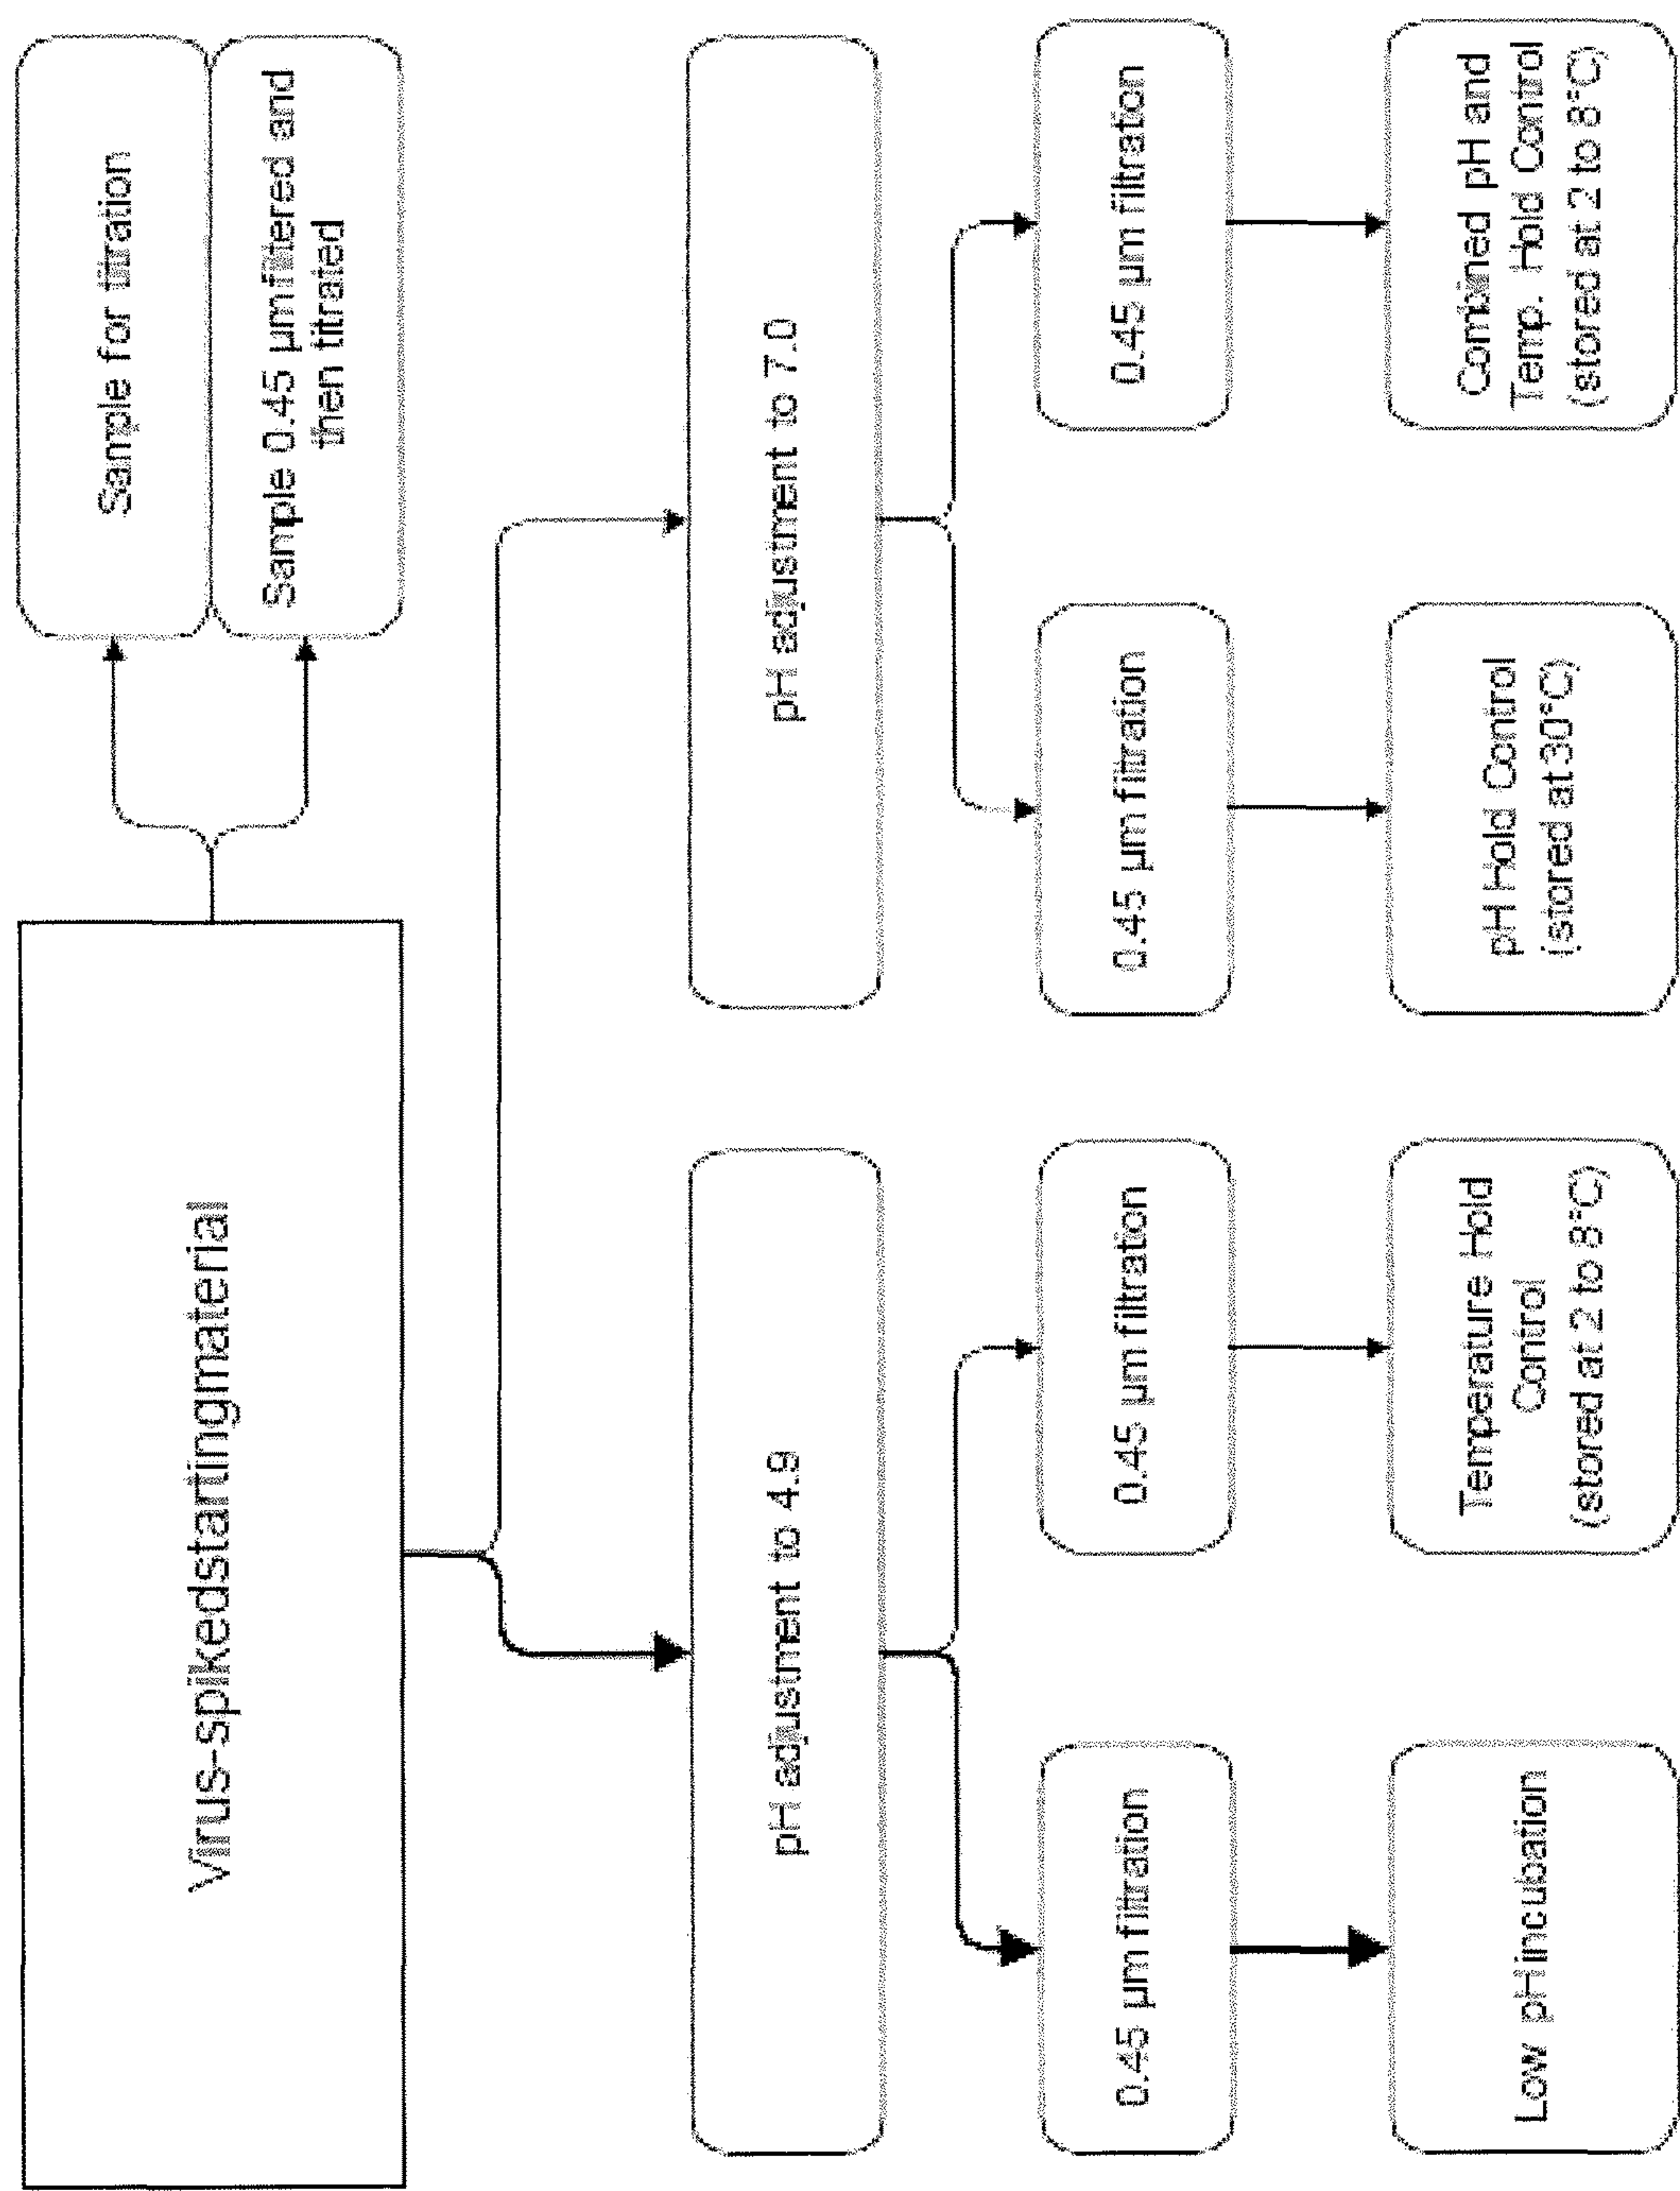 Virus-spikedstartingmaterial
Sample for titration
Sample 0.45 µmfiltered and
then titrated
pH adjustment to 4.9
pH adjustment to 7.0
0.45 µm filtration
0.45 µm filtration
0.45 µm filtration
0.45 µm filtration
Low pH incubation
Temperature Hold
Control
(stored at 2 to 8°C)
pH Hold Control
(stored at 30°C)
Combined pH and
Temp. Hold Control
(stored at 2 to 8°C)